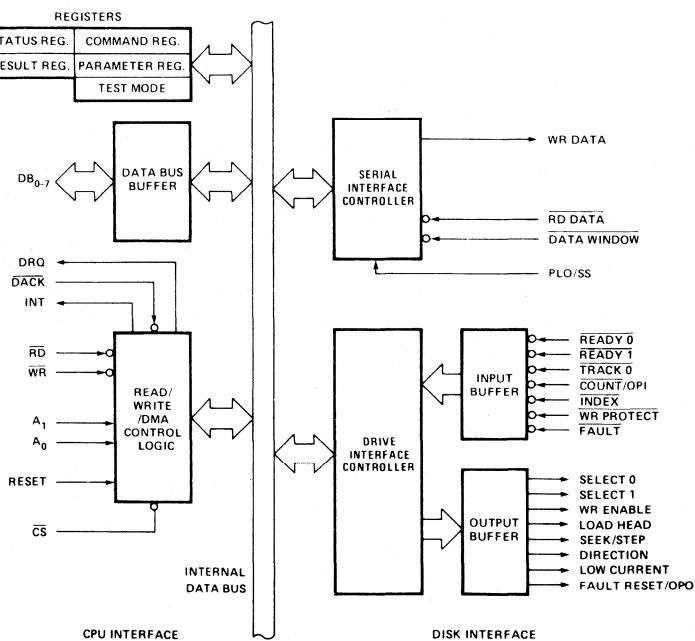 REGISTERS
TATUS REG. COMMAND REG.
ESULT REG. PARAMETER REG.
TEST MODE
DB0-7
DATA BUS
BUFFER
DRQ
DACK
INT
RD
WR
A1
A0
RESET
CS
READ/
WRITE
/DMA
CONTROL
LOGIC
INTERNAL
DATA BUS
CPU INTERFACE
SERIAL
INTERFACE
CONTROLLER
WR DATA
RD DATA
DATA WINDOW
PLO/SS
DRIVE
INTERFACE
CONTROLLER
INPUT
BUFFER
READY 0
READY 1
TRACK 0
COUNT/OPI
INDEX
WR PROTECT
FAULT
OUTPUT
BUFFER
SELECT 0
SELECT 1
WR ENABLE
LOAD HEAD
SEEK/STEP
DIRECTION
LOW CURRENT
FAULT RESET/OPO
DISK INTERFACE